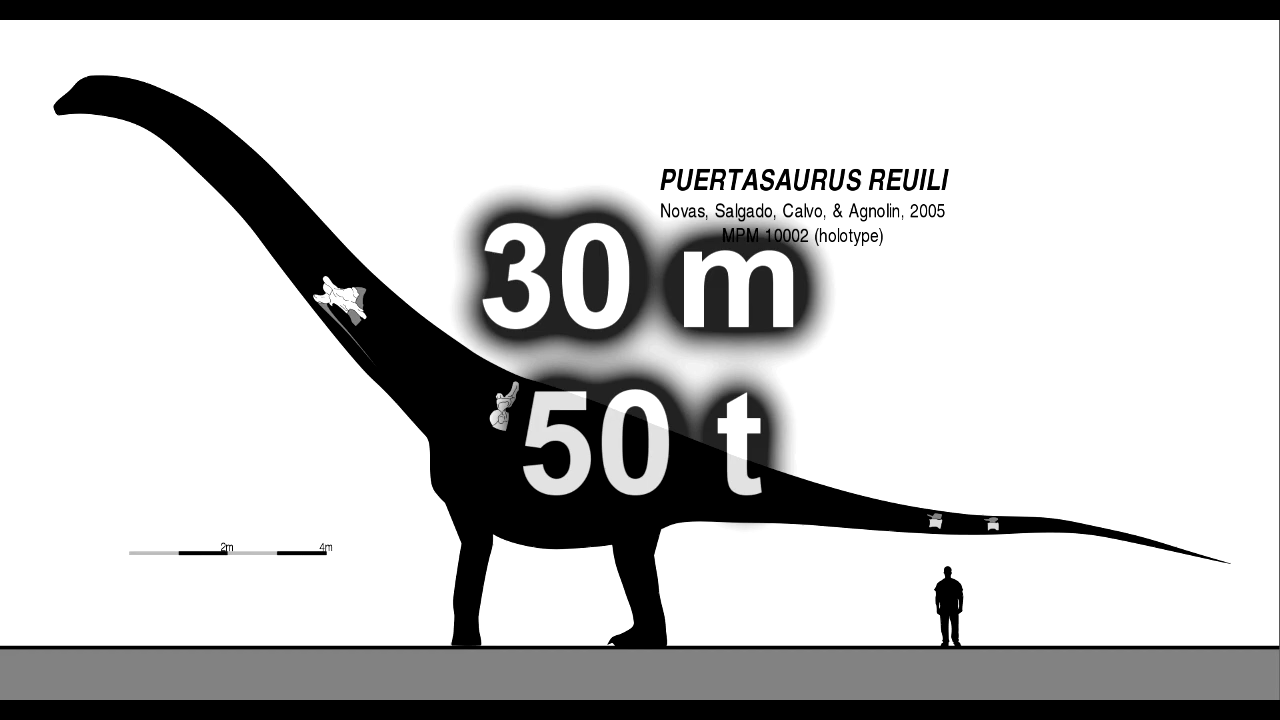 PUERTASAURUS REUILI
Novas, Salgado, Calvo, & Agnolin, 2005
MPM 10002 (holotype)
30 m
50 t
2m 4m